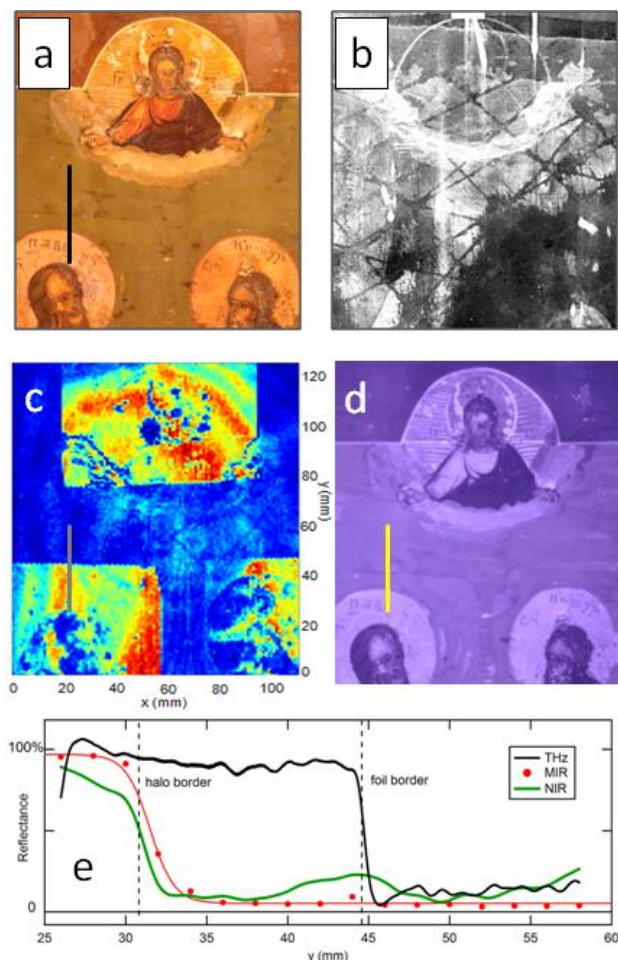 a
b
c
120
100
80
60
40
20
0
y (mm)
0 20 40 60 80 100
x (mm)
d
100%
0
Reflectance
halo border
foil border
THz
MIR
NIR
e
25 30 35 40 45 50 55 60
y (mm)